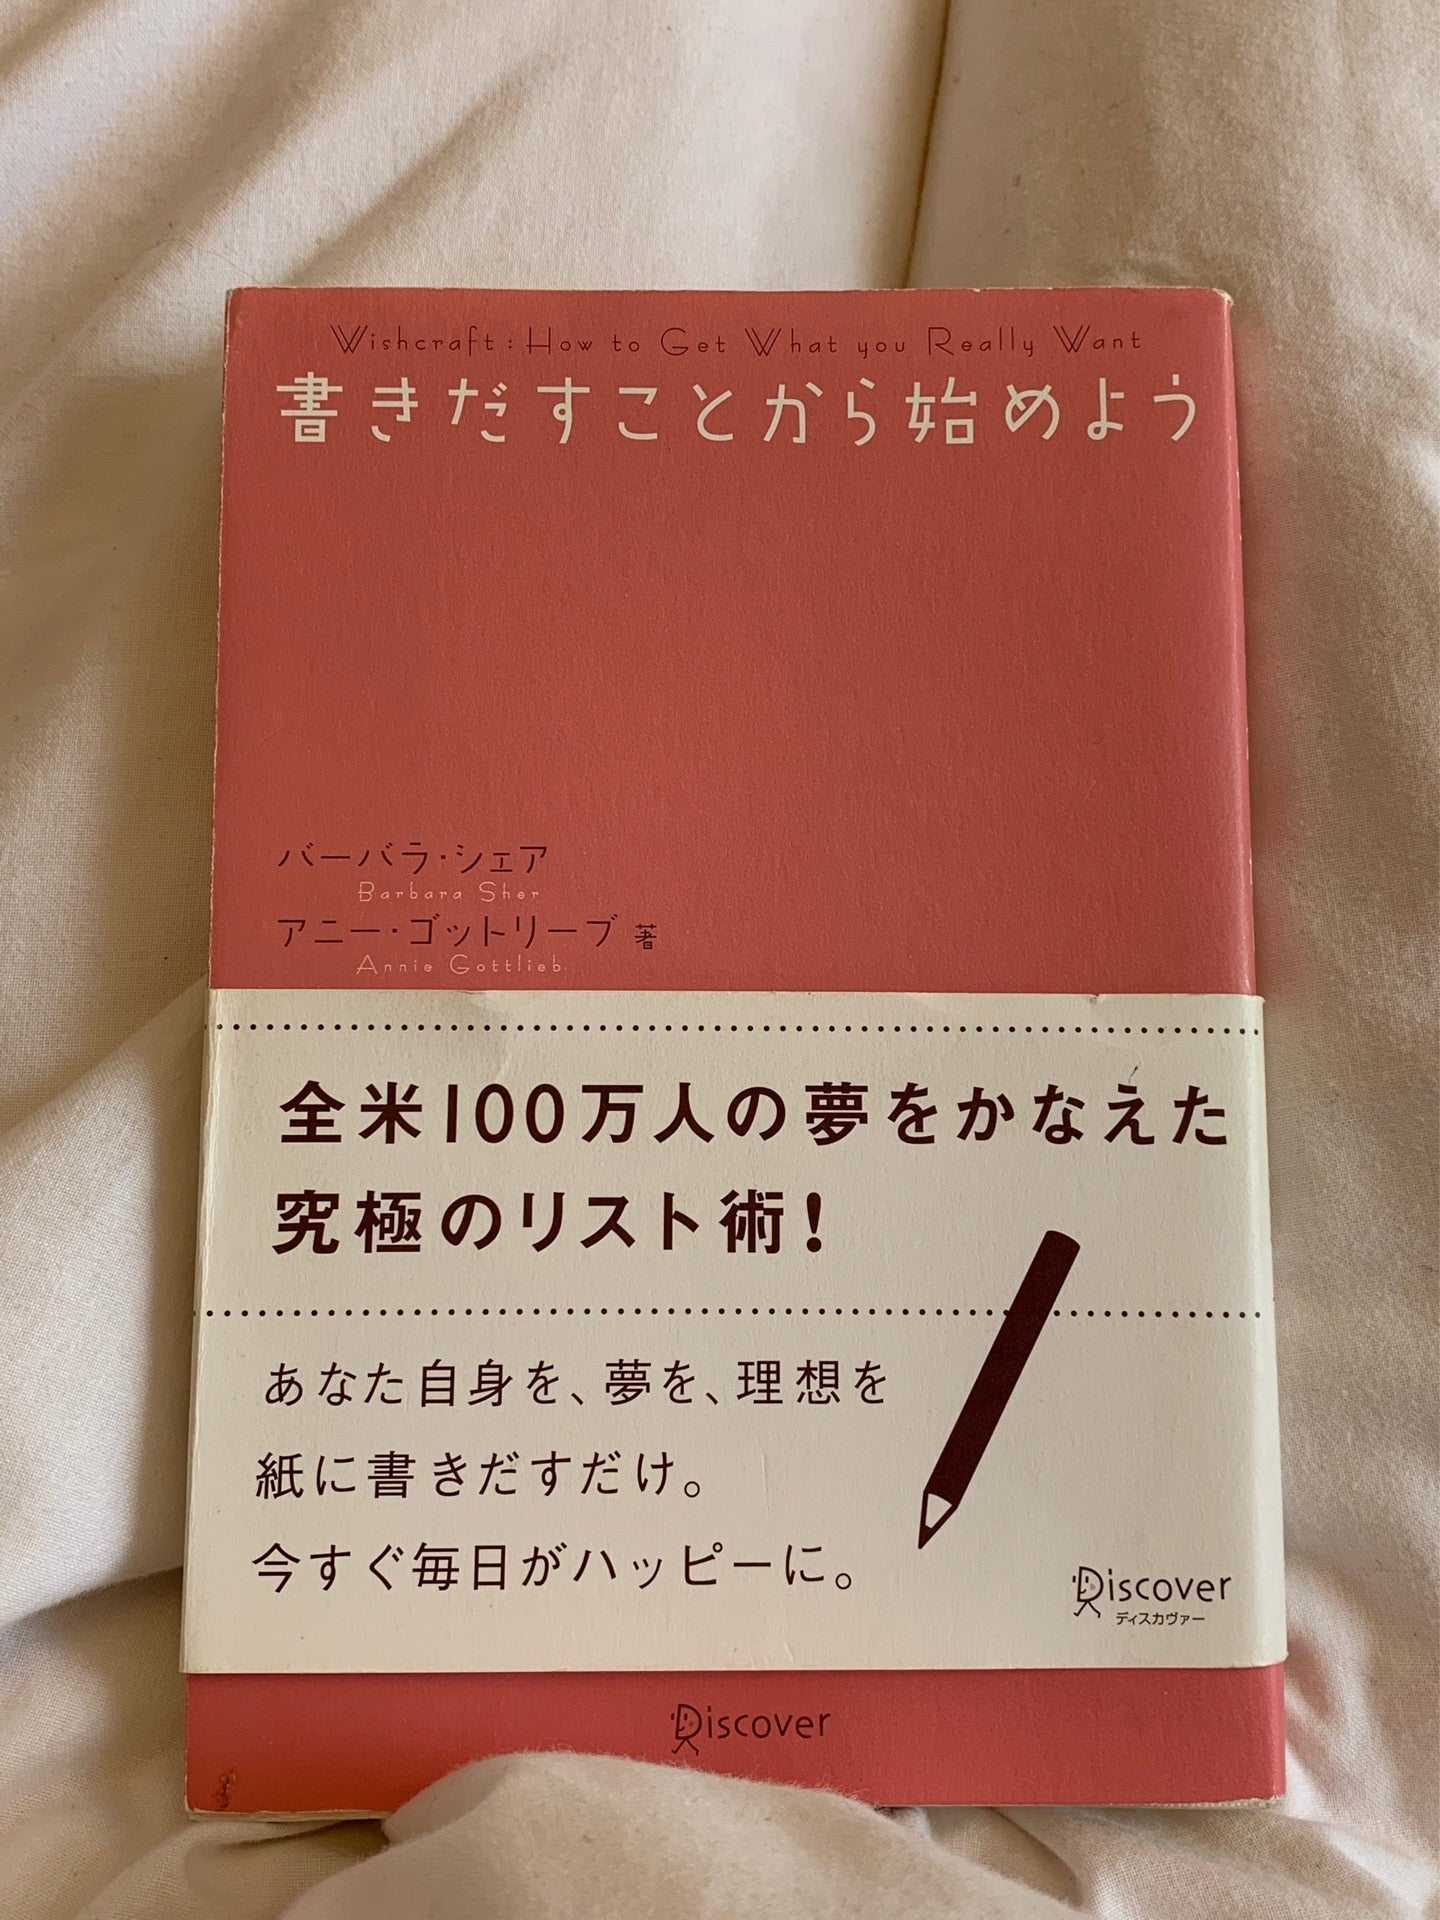 Wishcraft: How to Get What you Really Want
書きだすことから始めよう
バーバラ・シェア
Barbara Sher
アニー・ゴットリーブ 著
Annie Gottlieb
全米100万人の夢をかなえた
究極のリスト術!
あなた自身を、夢を、理想を
紙に書きだすだけ。
今すぐ毎日がハッピーに。
Discover
ディスカヴァー
Discover